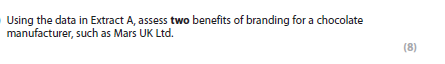 Using the data in Extract A, assess two benefits of branding for a chocolate
manufacturer, such as Mars UK Ltd.
(8)